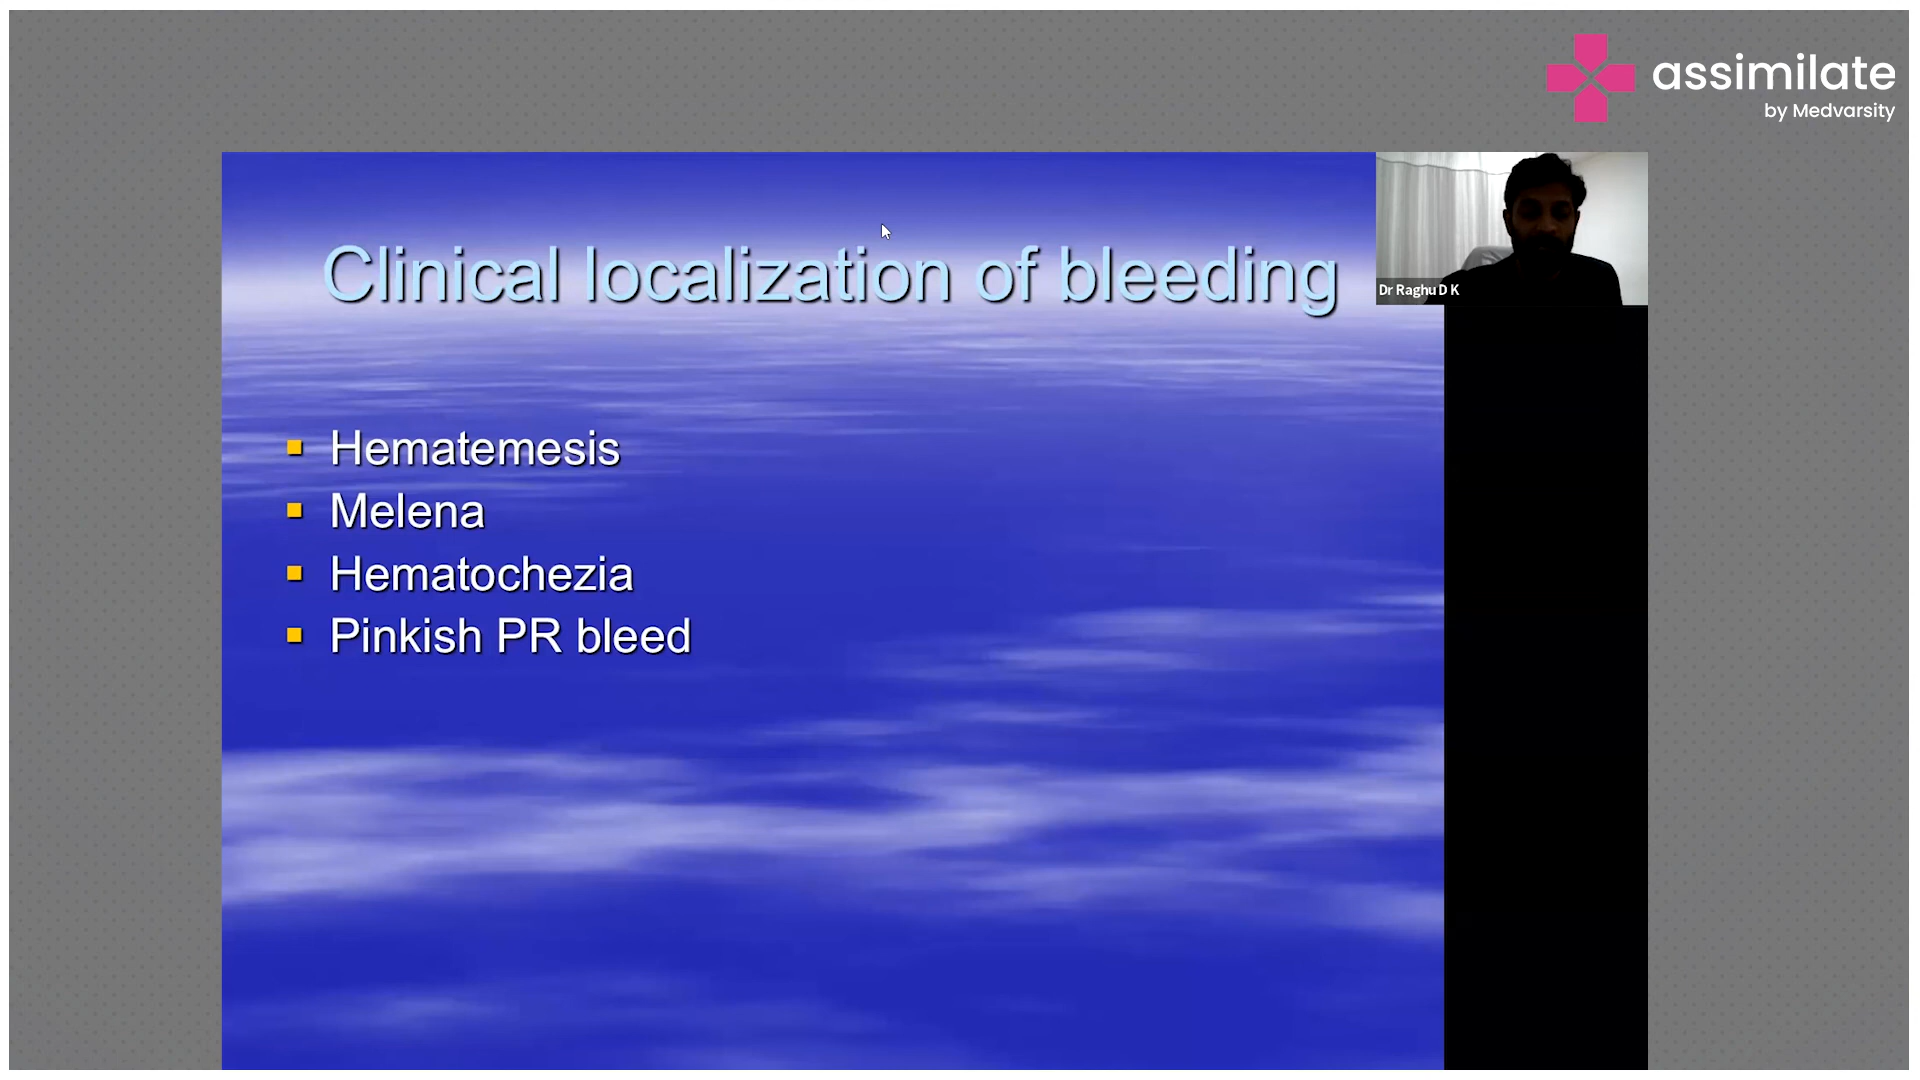 assimilate
by Medvarsity
Clinical localization of bleeding
Dr Raghu D K
Hematemesis
Melena
Hematochezia
Pinkish PR bleed